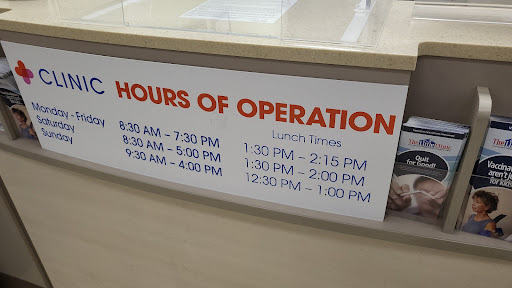 CLINIC HOURS OF OPERATION
Lunch Times
Monday - Friday 8:30 AM – 7:30 PM 1:30 PM – 2:15 PM
Saturday 8:30 AM – 5:00 PM 1:30 PM – 2:00 PM
Sunday 9:30 AM – 4:00 PM 12:30 PM – 1:00 PM
Quit
for Good!
Vaccina
aren't j
for kids